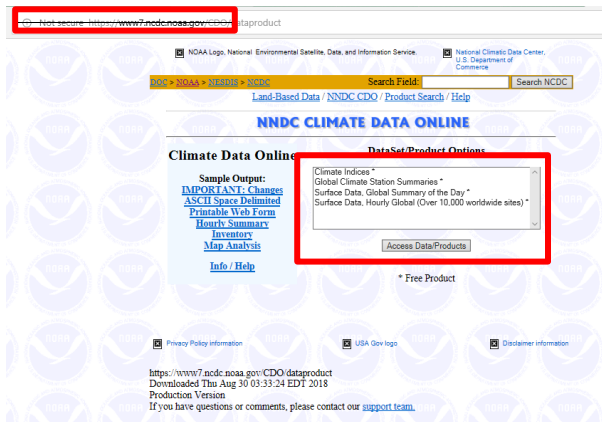 Not secure https://www7.ncdc.noaa.gov/CDO/dataproduct
NOAA Logo, National Environmental Satellite, Data, and Information Service.
National Climatic Data Center,
U.S. Department of
Commerce
DOC > NOAA > NESDIS > NCDC
Search Field:
Search NCDC
Land-Based Data / NNDC CDO / Product Search / Help
NNDC CLIMATE DATA ONLINE
Climate Data Online
Sample Output:
IMPORTANT: Changes
ASCII Space Delimited
Printable Web Form
Hourly Summary
Inventory
Map Analysis
Info / Help
DataSet/Product Options
Climate Indices *
Global Climate Station Summaries *
Surface Data, Global Summary of the Day *
Surface Data, Hourly Global (Over 10,000 worldwide sites) *
Access Data/Products
* Free Product
Privacy Policy information
USA Gov logo
Disclaimer information
https://www7.ncdc.noaa.gov/CDO/dataproduct
Downloaded Thu Aug 30 03:33:24 EDT 2018
Production Version
If you have questions or comments, please contact our support team.